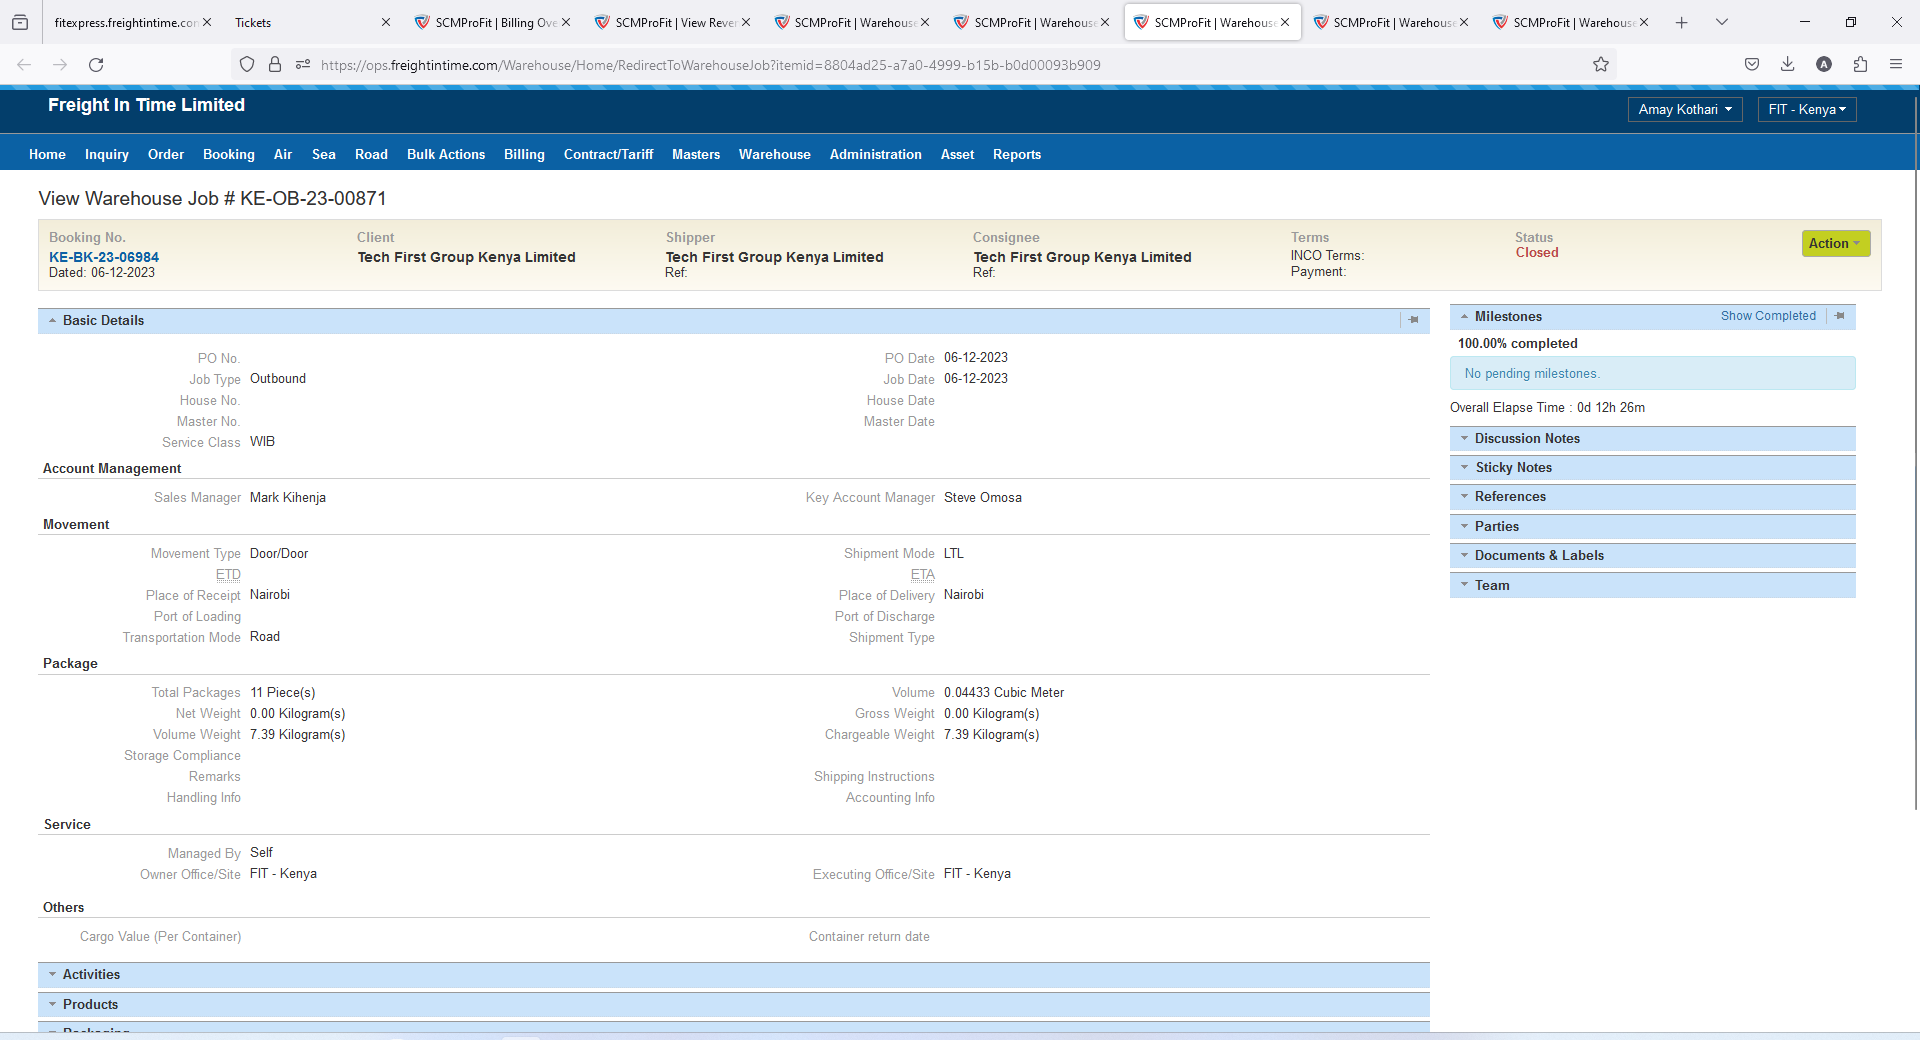 fitexpress.freightintime.con
Tickets
SCMProFit | Billing Ove
SCMProFit | View Rever
SCMProFit | Warehouse
SCMProFit | Warehouse
SCMProFit | Warehouse
SCMProFit | Warehouse
SCMProFit | Warehouse
https://ops.freightintime.com/Warehouse/Home/RedirectToWarehouseJob?itemid=8804ad25-a7a0-4999-b15b-b0d00093b909
A
Freight In Time Limited
Amay Kothari
FIT - Kenya
Home Inquiry Order Booking Air Sea Road Bulk Actions Billing Contract/Tariff Masters Warehouse Administration Asset Reports
View Warehouse Job # KE-OB-23-00871
Booking No.
KE-BK-23-06984
Dated: 06-12-2023
Client
Tech First Group Kenya Limited
Shipper
Tech First Group Kenya Limited
Ref:
Consignee
Tech First Group Kenya Limited
Ref:
Terms
INCO Terms:
Payment:
Status
Closed
Action
Basic Details
PO No.
PO Date 06-12-2023
Job Type Outbound
Job Date 06-12-2023
House No.
House Date
Master No.
Master Date
Service Class WIB
Account Management
Sales Manager Mark Kihenja
Key Account Manager Steve Omosa
Movement
Movement Type Door/Door
Shipment Mode LTL
ETD
ETA
Place of Receipt Nairobi
Place of Delivery Nairobi
Port of Loading
Port of Discharge
Transportation Mode Road
Shipment Type
Package
Total Packages 11 Piece(s)
Volume 0.04433 Cubic Meter
Net Weight 0.00 Kilogram(s)
Gross Weight 0.00 Kilogram(s)
Volume Weight 7.39 Kilogram(s)
Chargeable Weight 7.39 Kilogram(s)
Storage Compliance
Remarks
Shipping Instructions
Handling Info
Accounting Info
Service
Managed By Self
Owner Office/Site FIT - Kenya
Executing Office/Site FIT - Kenya
Others
Cargo Value (Per Container)
Container return date
Activities
Products
Packaging
Milestones
Show Completed
100.00% completed
No pending milestones.
Overall Elapse Time : 0d 12h 26m
Discussion Notes
Sticky Notes
References
Parties
Documents & Labels
Team